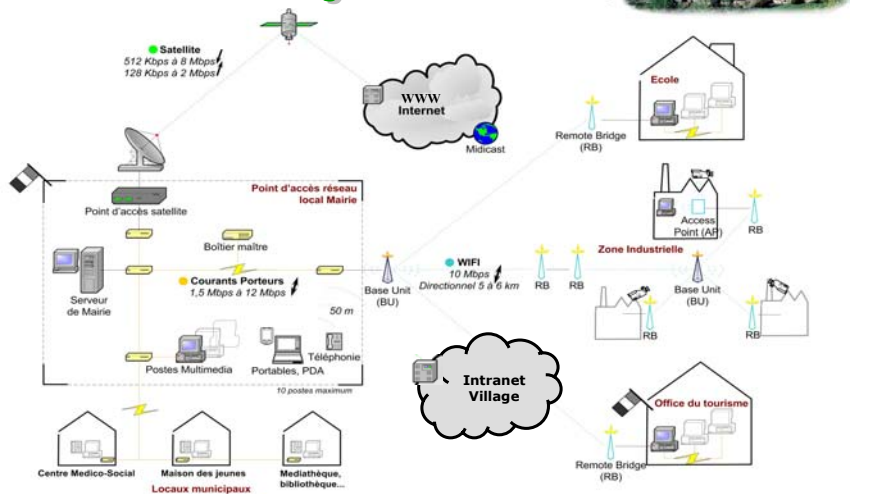 Satellite
512 Kbps à 8 Mbps
128 Kbps à 2 Mbps
WWW
Internet
Midicast
Ecole
Remote Bridge
(RB)
Point d'accès réseau
local Mairie
Point d'accès satellite
Boîtier maître
Access
Point (AP)
RB
Zone Industrielle
WIFI
10 Mbps
Directionnel 5 à 6 km
RB
RB
Courants Porteurs
1,5 Mbps à 12 Mbps
Serveur
de Mairie
Base Unit
(BU)
Base Unit
(BU)
50 m
RB
RB
Téléphonie
Postes Multimedia
Portables, PDA
10 postes maximum
Intranet
Village
Office du tourisme
Remote Bridge
(RB)
Centre Medico-Social
Maison des jeunes
Mediathèque,
bibliothèque...
Locaux municipaux